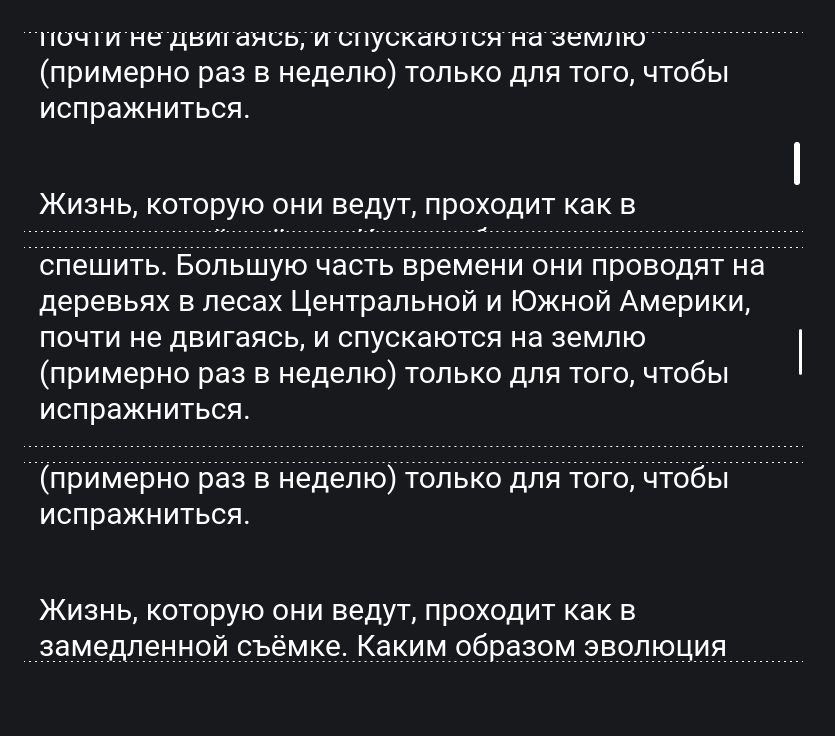 почти не двигаясь, и спускаются на землю
(примерно раз в неделю) только для того, чтобы
испражниться.
Жизнь, которую они ведут, проходит как в
спешить. Большую часть времени они проводят на
деревьях в лесах Центральной и Южной Америки,
почти не двигаясь, и спускаются на землю
(примерно раз в неделю) только для того, чтобы
испражниться.
(примерно раз в неделю) только для того, чтобы
испражниться.
Жизнь, которую они ведут, проходит как в
замедленной съёмке. Каким образом эволюция